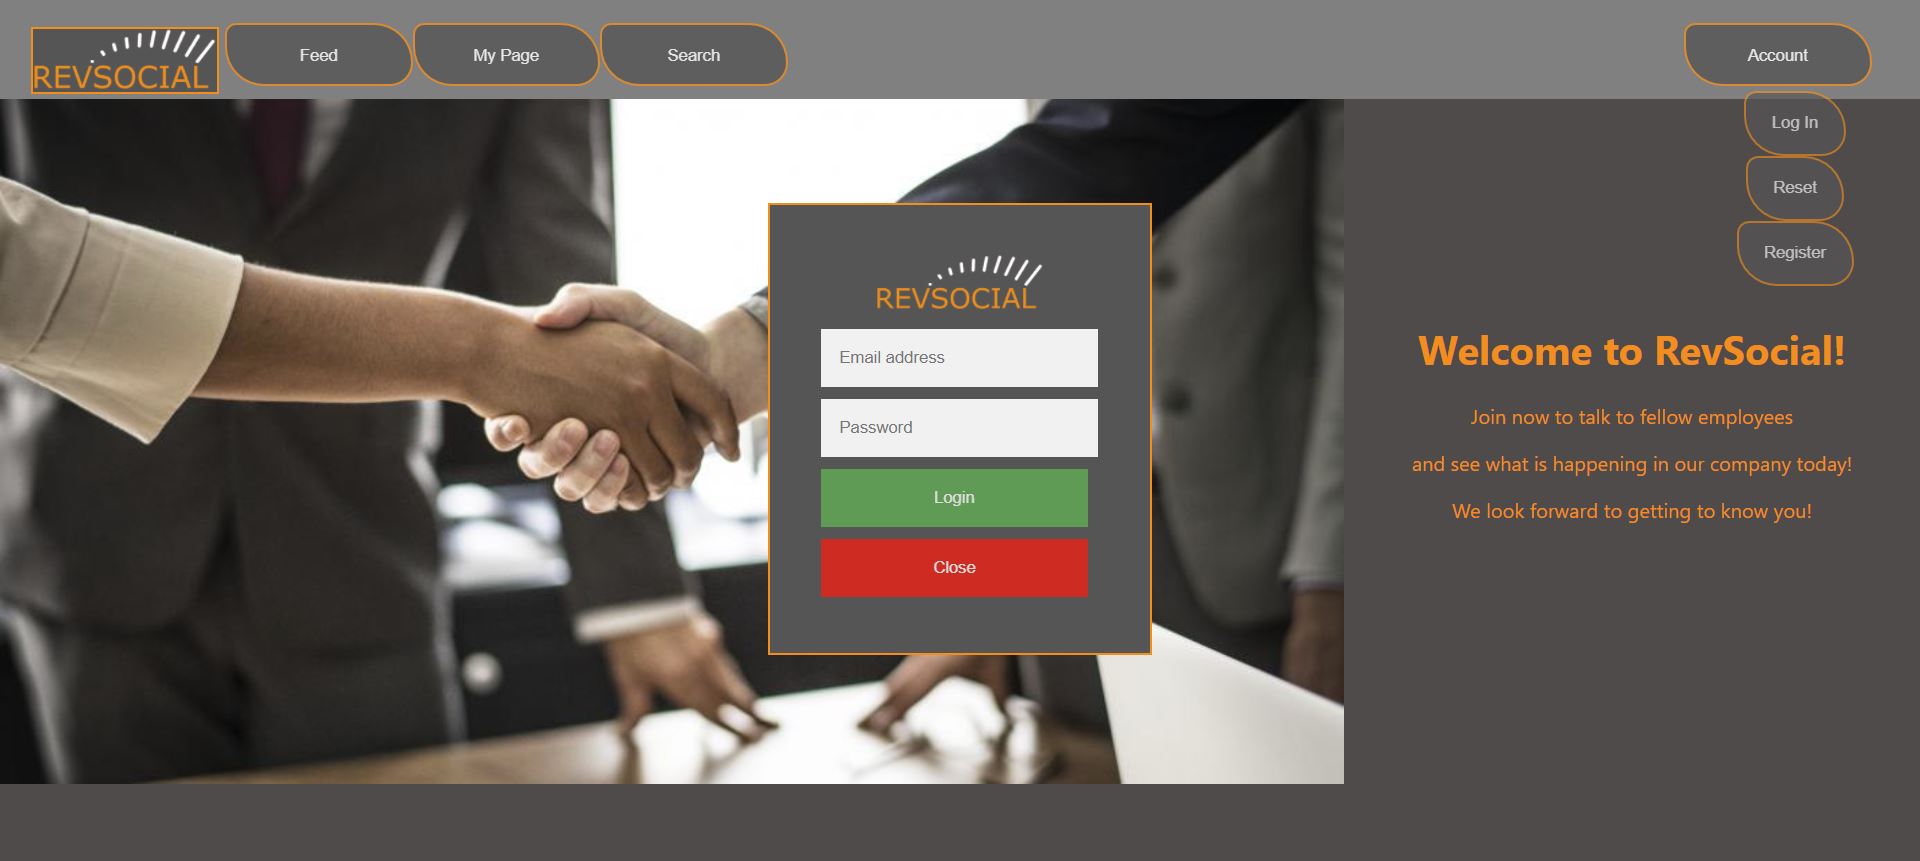 REVSOCIAL
Feed
My Page
Search
Account
Log In
Reset
Register
REVSOCIAL
Email address
Password
Login
Close
Welcome to RevSocial!
Join now to talk to fellow employees
and see what is happening in our company today!
We look forward to getting to know you!